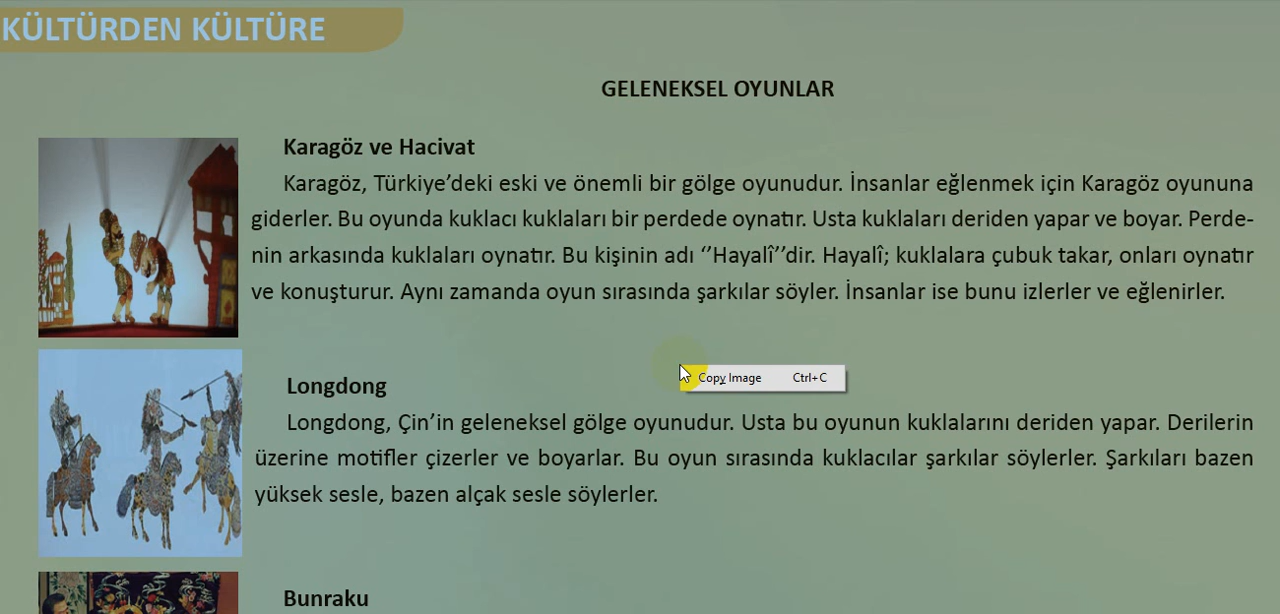 KÜLTÜRDEN KÜLTÜRE
GELENEKSEL OYUNLAR
Karagöz ve Hacivat
Karagöz, Türkiye’deki eski ve önemli bir gölge oyunudur. İnsanlar eğlenmek için Karagöz oyununa
giderler. Bu oyunda kuklacı kuklaları bir perdede oynatır. Usta kuklaları deriden yapar ve boyar. Perde-
nin arkasında kuklaları oynatır. Bu kişinin adı ‘’Hayalî’’dir. Hayalî; kuklalara çubuk takar, onları oynatır
ve konuşturur. Aynı zamanda oyun sırasında şarkılar söyler. İnsanlar ise bunu izlerler ve eğlenirler.
Copy Image Ctrl+C
Longdong
Longdong, Çin’in geleneksel gölge oyunudur. Usta bu oyunun kuklalarını deriden yapar. Derilerin
üzerine motifler çizerler ve boyarlar. Bu oyun sırasında kuklacılar şarkılar söylerler. Şarkıları bazen
yüksek sesle, bazen alçak sesle söylerler.
Bunraku